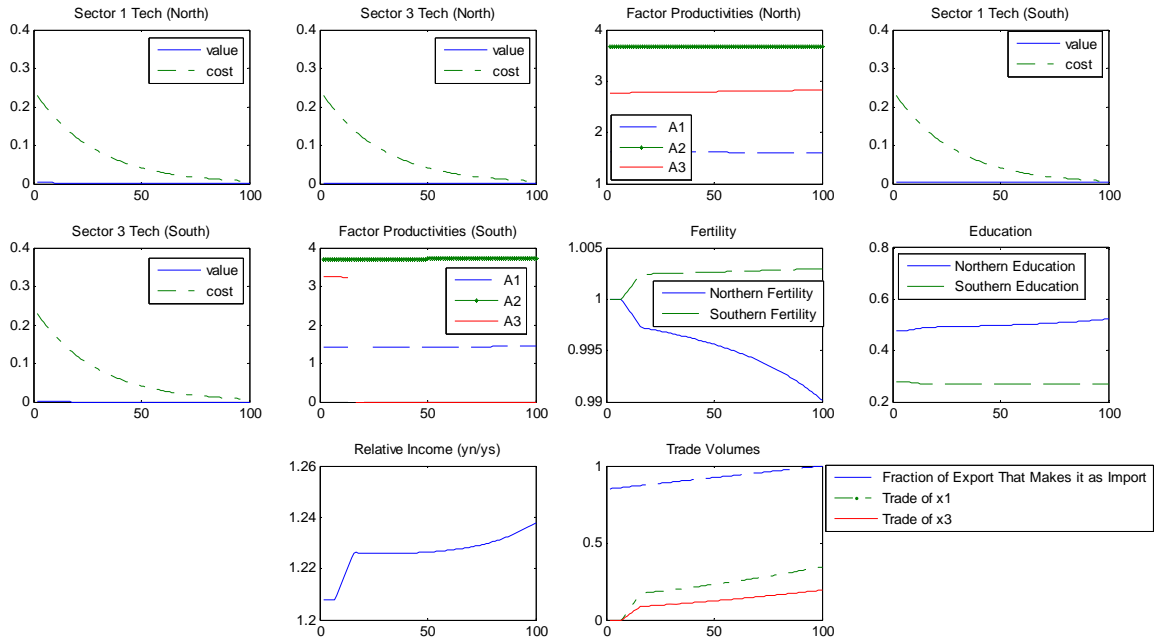 Sector 1 Tech (North)
0.4
0.3
0.2
0.1
0
0
50
100
value
cost
Sector 3 Tech (North)
0.4
0.3
0.2
0.1
0
0
50
100
value
cost
Factor Productivities (North)
4
3
2
1
0
50
100
A1
A2
A3
Sector 1 Tech (South)
0.4
0.3
0.2
0.1
0
0
50
100
value
cost
Sector 3 Tech (South)
0.4
0.3
0.2
0.1
0
0
50
100
value
cost
Factor Productivities (South)
4
3
2
1
0
0
50
100
A1
A2
A3
Fertility
1.005
1
0.995
0.99
0
50
100
Northern Fertility
Southern Fertility
Education
0.8
0.6
0.4
0.2
0
50
100
Northern Education
Southern Education
Relative Income (yn/ys)
1.26
1.24
1.22
1.2
0
50
100
Trade Volumes
1
0.5
0
0
50
100
Fraction of Export That Makes it as Import
Trade of x1
Trade of x3